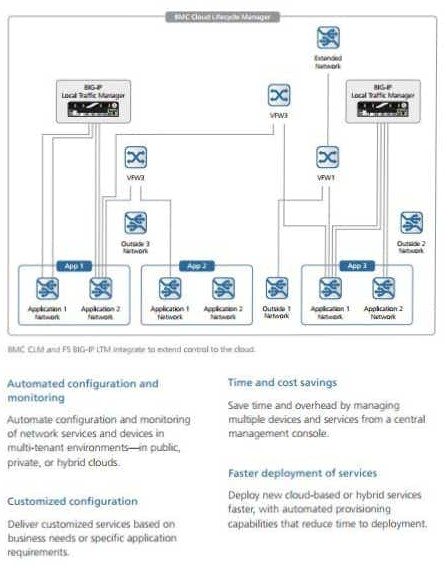 BMC Cloud Lifecycle Manager
Extended
Network
BIG-IP
Local Traffic Manager
BIG-IP
Local Traffic Manager
VFW3
VFW3
VFW1
Outside 3
Network
Outside 2
Network
App 1
App 2
App 3
Application 1
Network
Application 2
Network
Application 1
Network
Application 2
Network
Outside 1
Network
Application 1
Network
Application 2
Network
BMC CLM and F5 BIG-IP LTM integrate to extend control to the cloud.
Automated configuration and
monitoring
Automate configuration and monitoring
of network services and devices in
multi-tenant environments—in public,
private, or hybrid clouds.
Customized configuration
Deliver customized services based on
business needs or specific application
requirements.
Time and cost savings
Save time and overhead by managing
multiple devices and services from a central
management console.
Faster deployment of services
Deploy new cloud-based or hybrid services
faster, with automated provisioning
capabilities that reduce time to deployment.